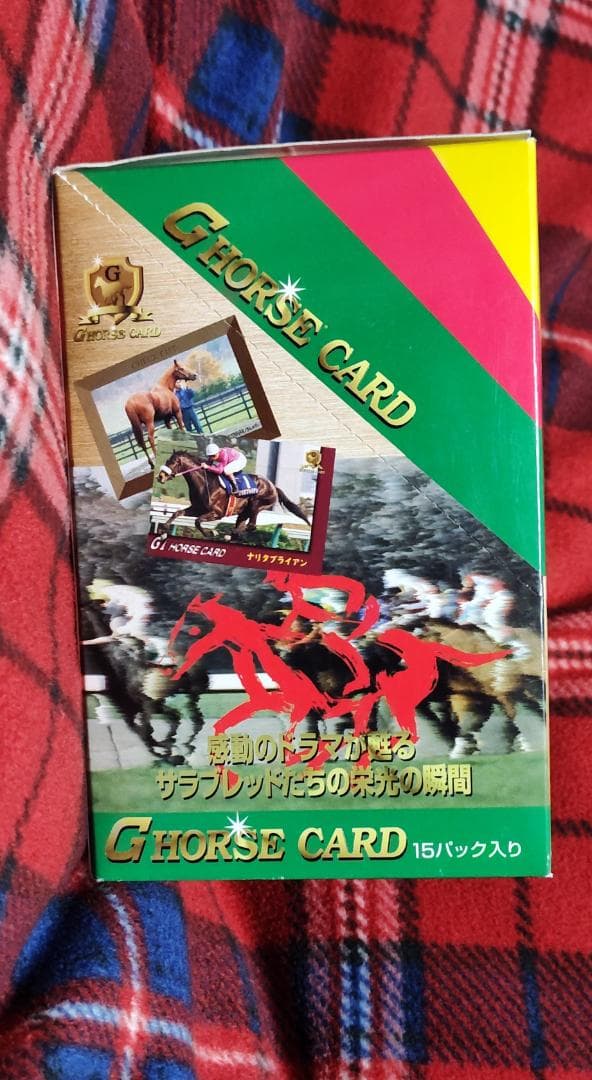 G HORSE CARD
G
G HORSE CARD
G1 HORSE CARD
ナリタブライアン
感動のドラマが甦る
サラブレッドたちの栄光の瞬間
G HORSE CARD 15パック入り